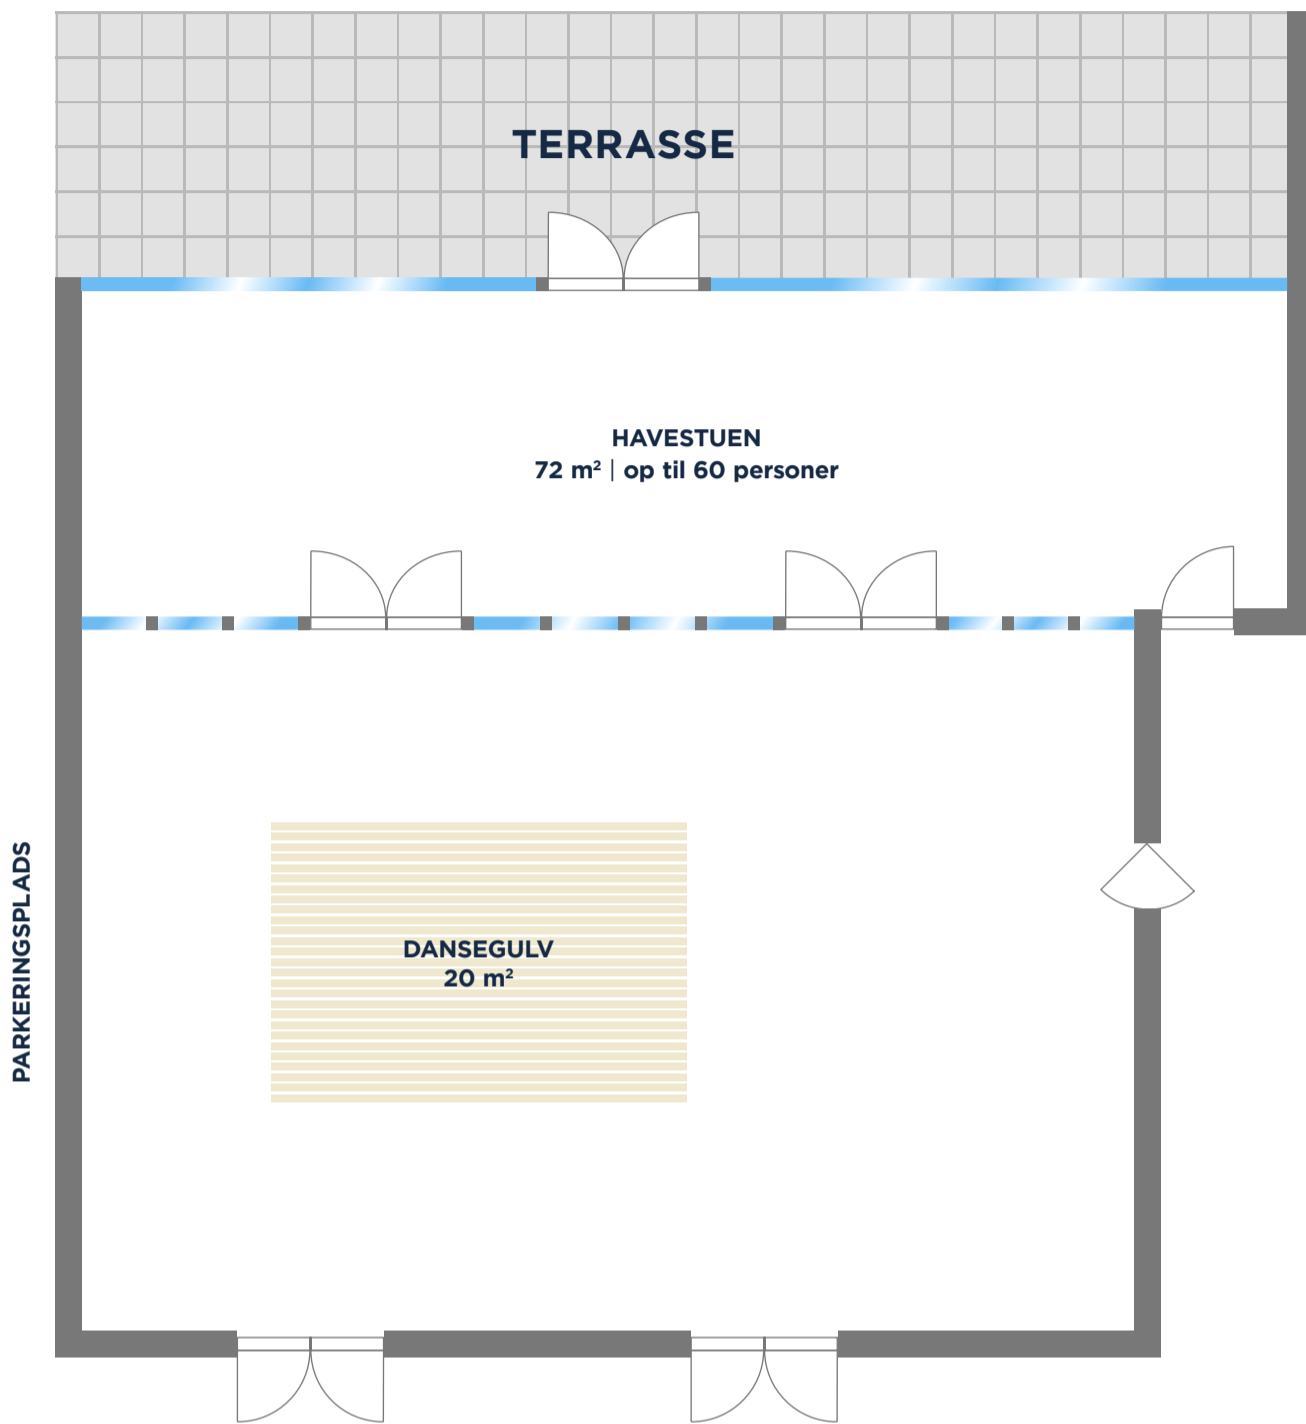 TERRASSE
HAVESTUEN
72 m² | op til 60 personer
DANSEGULV
20 m²
PARKERINGSPLADS